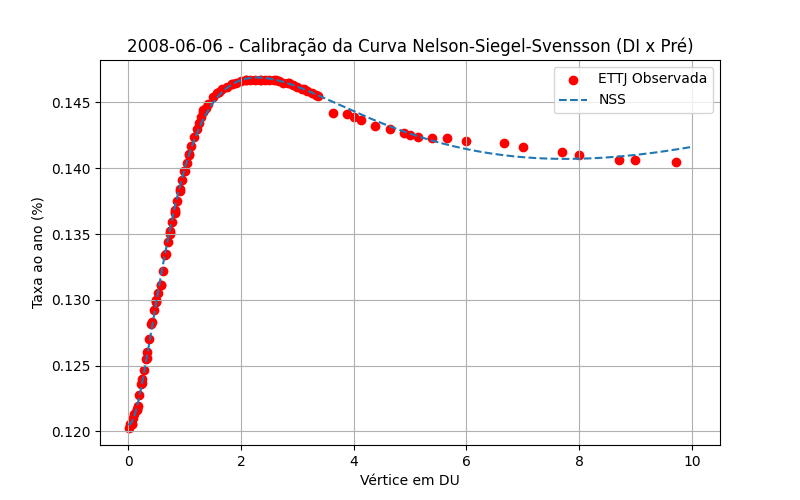 2008-06-06 - Calibração da Curva Nelson-Siegel-Svensson (DI x Pré)
ETTJ Observada
NSS
Taxa ao ano (%)
0.145
0.140
0.135
0.130
0.125
0.120
0 2 4 6 8 10
Vértice em DU